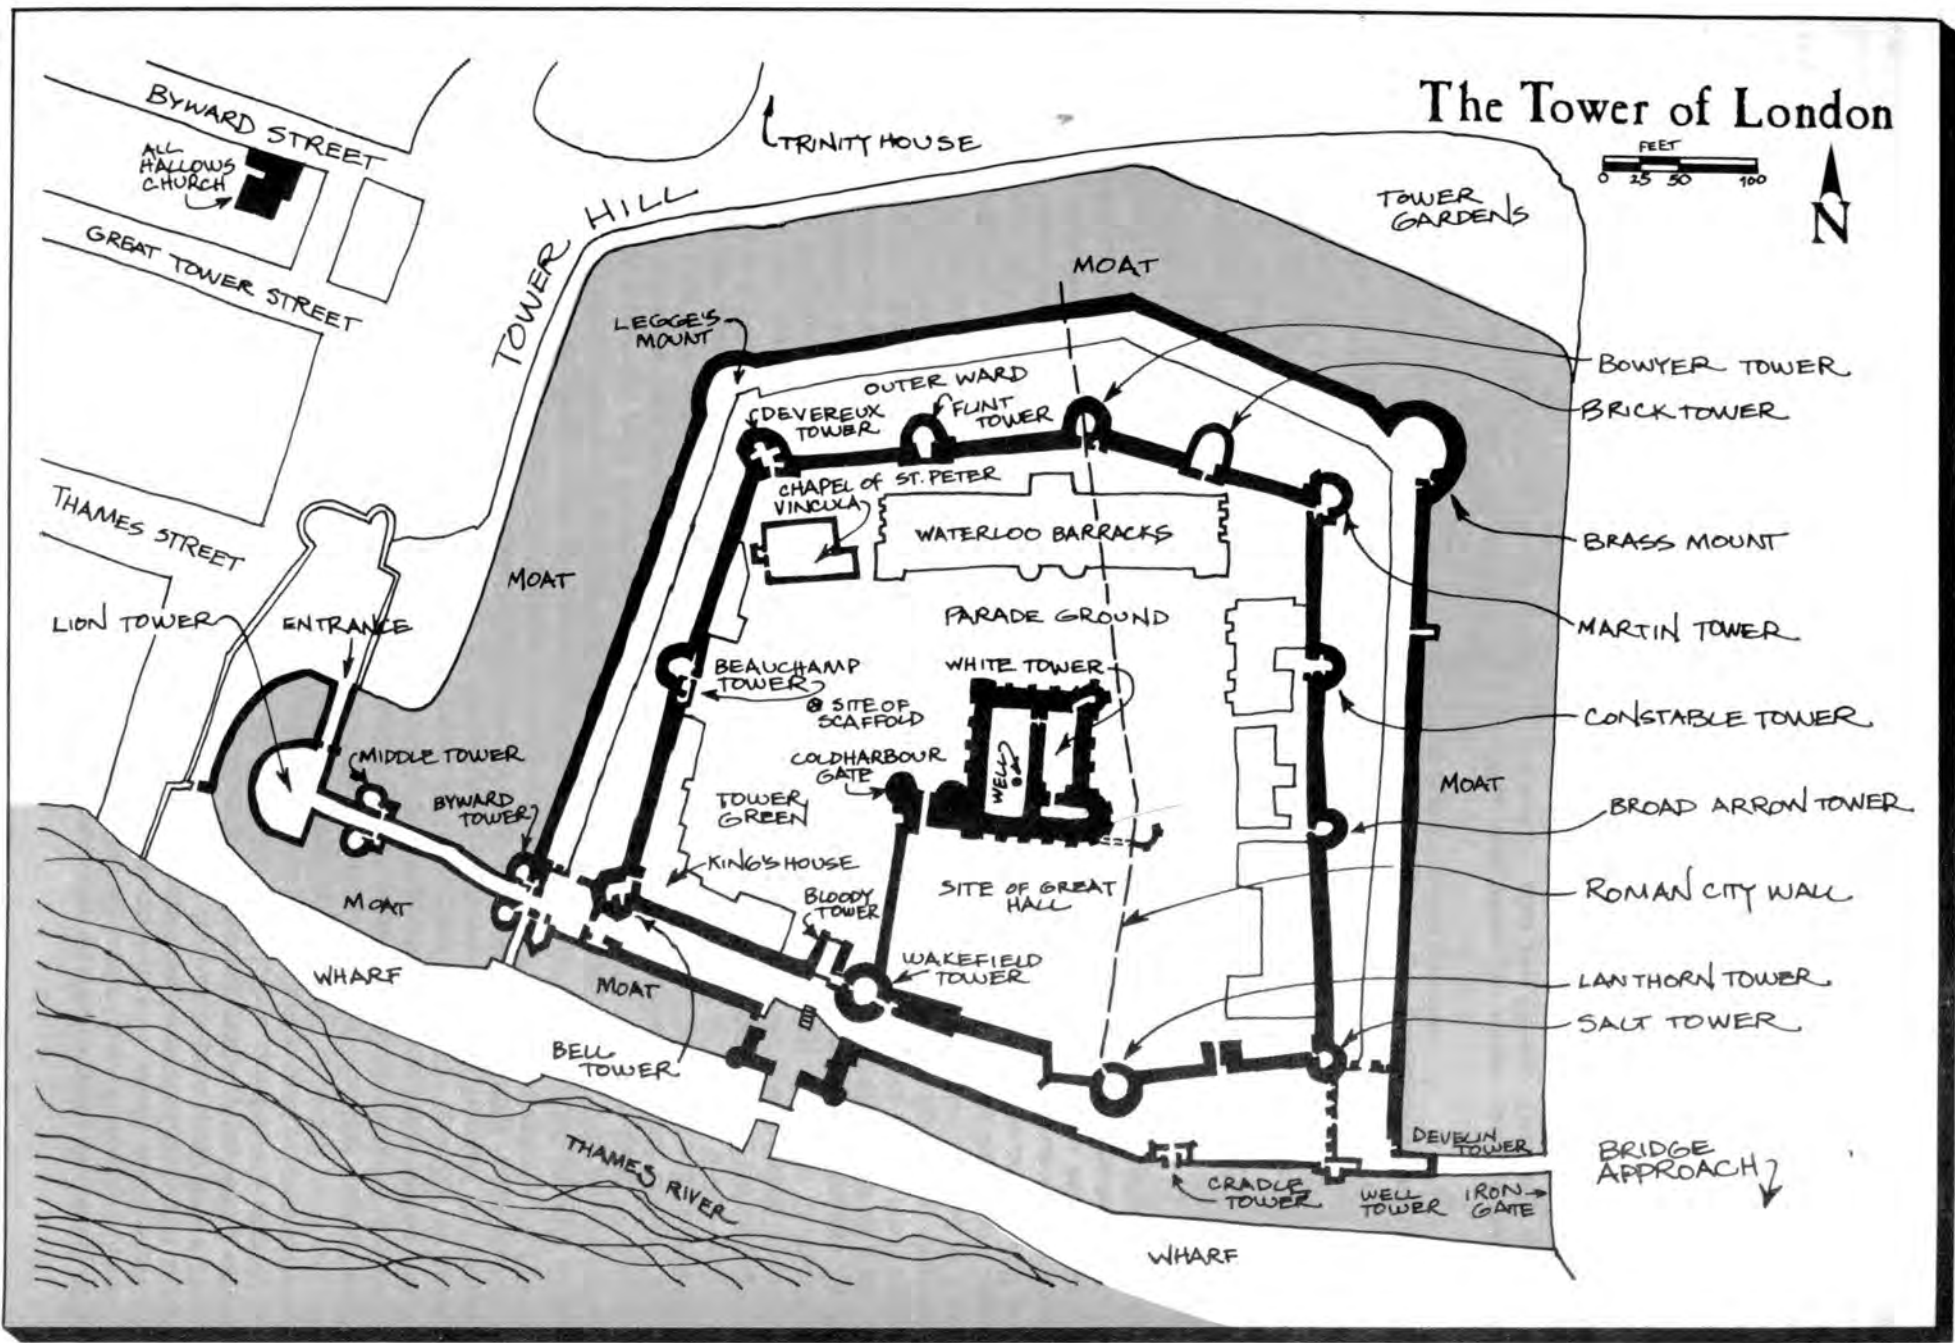 The Tower of London
FEET
0 25 50 100
N
BYWARD STREET
ALL
HALLOWS
CHURCH
GREAT TOWER STREET
TRINITY HOUSE
TOWER HILL
TOWER
GARDENS
MOAT
LEGGE'S
MOUNT
OUTER WARD
DEVEREUX
TOWER
FLINT
TOWER
BOWYER TOWER
BRICK TOWER
CHAPEL OF ST. PETER
VINCULA
WATERLOO BARRACKS
BRASS MOUNT
THAMES STREET
MOAT
LION TOWER
ENTRANCE
PARADE GROUND
MARTIN TOWER
BEAUCHAMP
TOWER
WHITE TOWER
SITE OF
SCAFFOLD
CONSTABLE TOWER
MIDDLE TOWER
COLDHARBOUR
GATE
WELL
MOAT
BYWARD
TOWER
TOWER
GREEN
BROAD ARROW TOWER
KING'S HOUSE
SITE OF GREAT
HALL
BLOODY
TOWER
ROMAN CITY WALL
MOAT
WHARF
WAKEFIELD
TOWER
MOAT
LANTHORN TOWER
SALT TOWER
BELL
TOWER
THAMES RIVER
DEVELIN
TOWER
BRIDGE
APPROACH
CRADLE
TOWER
WELL
TOWER
IRON
GATE
WHARF